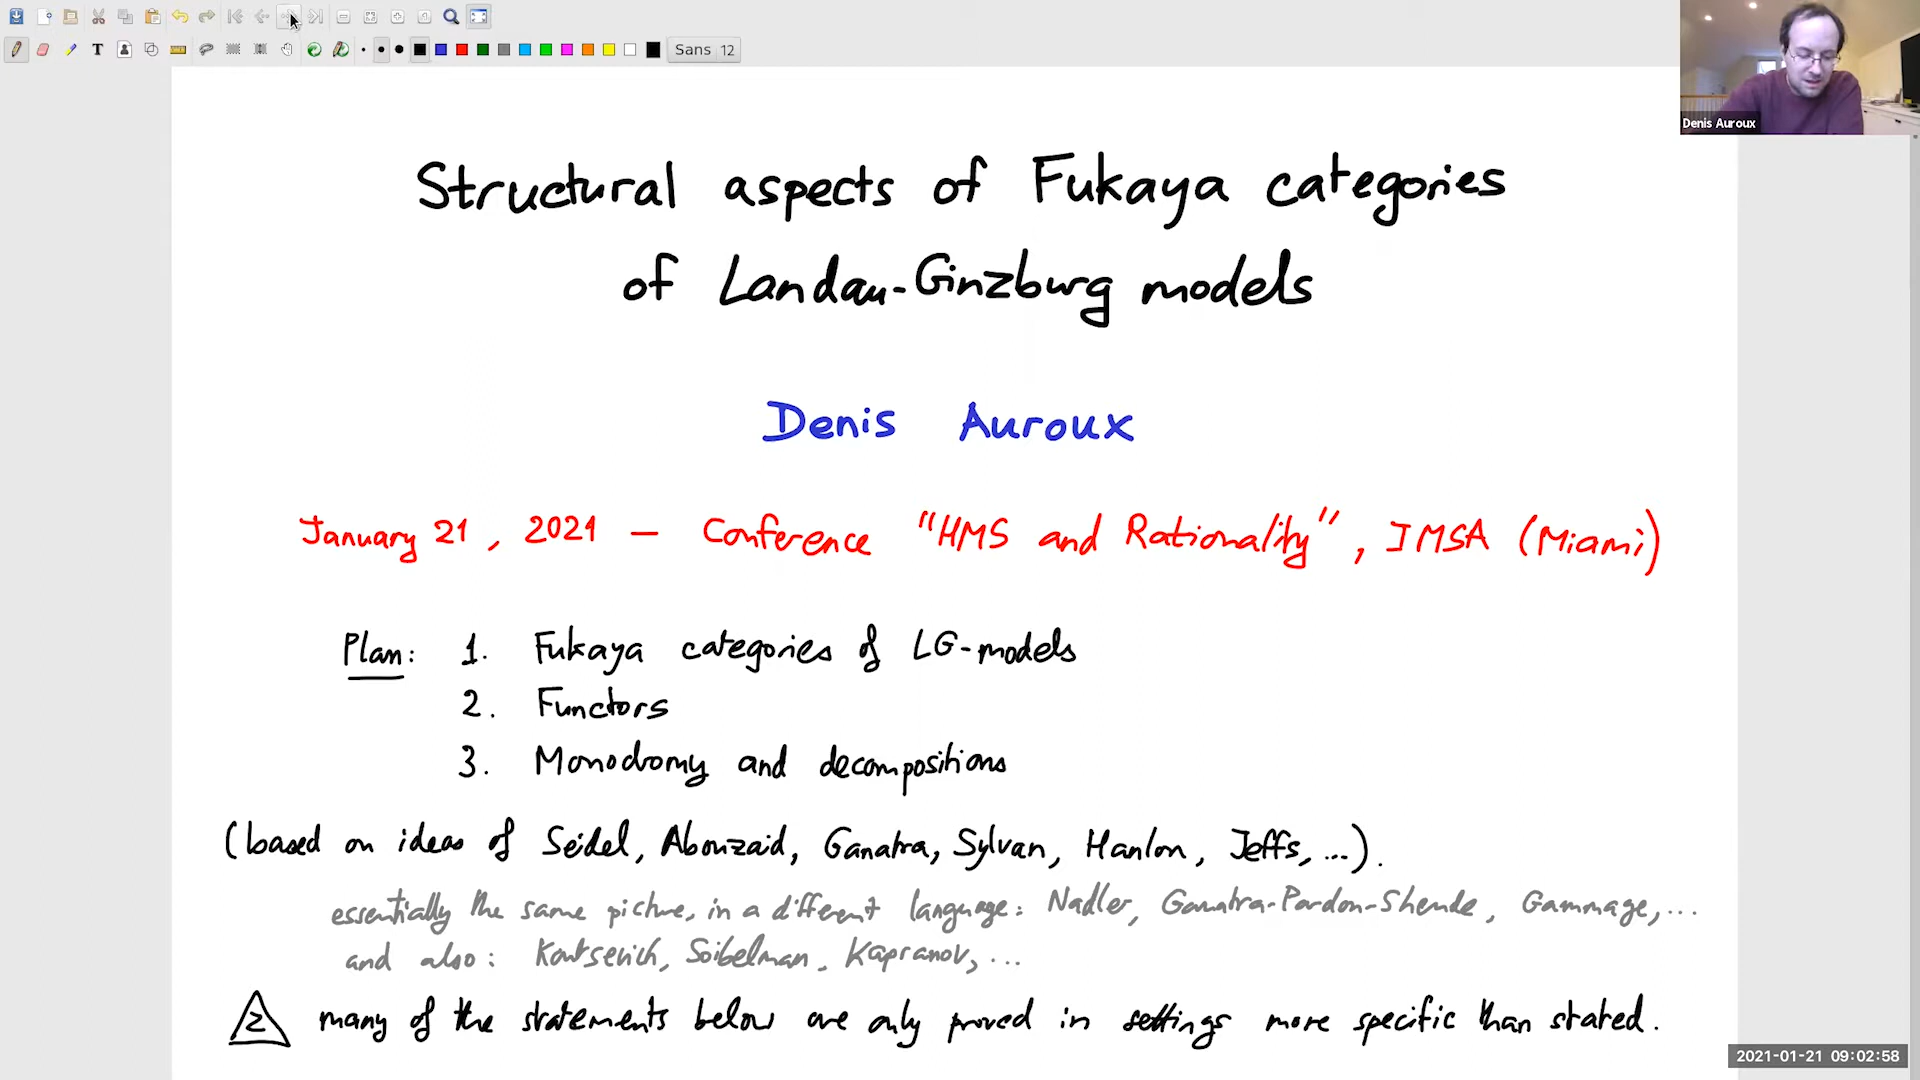 Sans 12
Denis Auroux
Structural aspects of Fukaya categories
of Landau-Ginzburg models
Denis Auroux
January 21, 2021 — Conference "HMS and Rationality", IMSA (Miami)
Plan: 1. Fukaya categories of LG-models
2. Functors
3. Monodromy and decompositions
(based on ideas of Seidel, Abouzaid, Ganatra, Sylvan, Hanlon, Jeffs, ...).
essentially the same picture, in a different language: Nadler, Ganatra-Pardon-Shende, Gammage, ...
and also: Kontsevich, Soibelman, Kapranov, ...
Z many of the statements below are only proved in settings more specific than stated.
2021-01-21 09:02:58